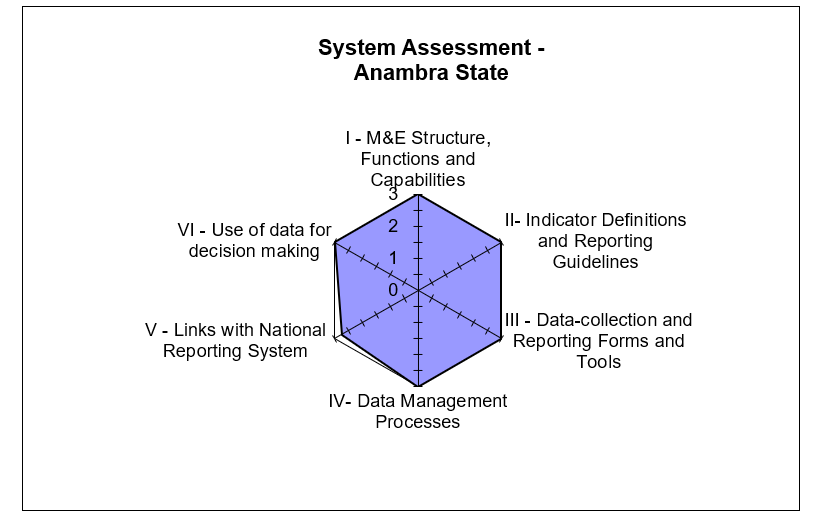 System Assessment -
Anambra State
I - M&E Structure,
Functions and
Capabilities
3
2
1
0
II- Indicator Definitions
and Reporting
Guidelines
III - Data-collection and
Reporting Forms and
Tools
IV- Data Management
Processes
V - Links with National
Reporting System
VI - Use of data for
decision making